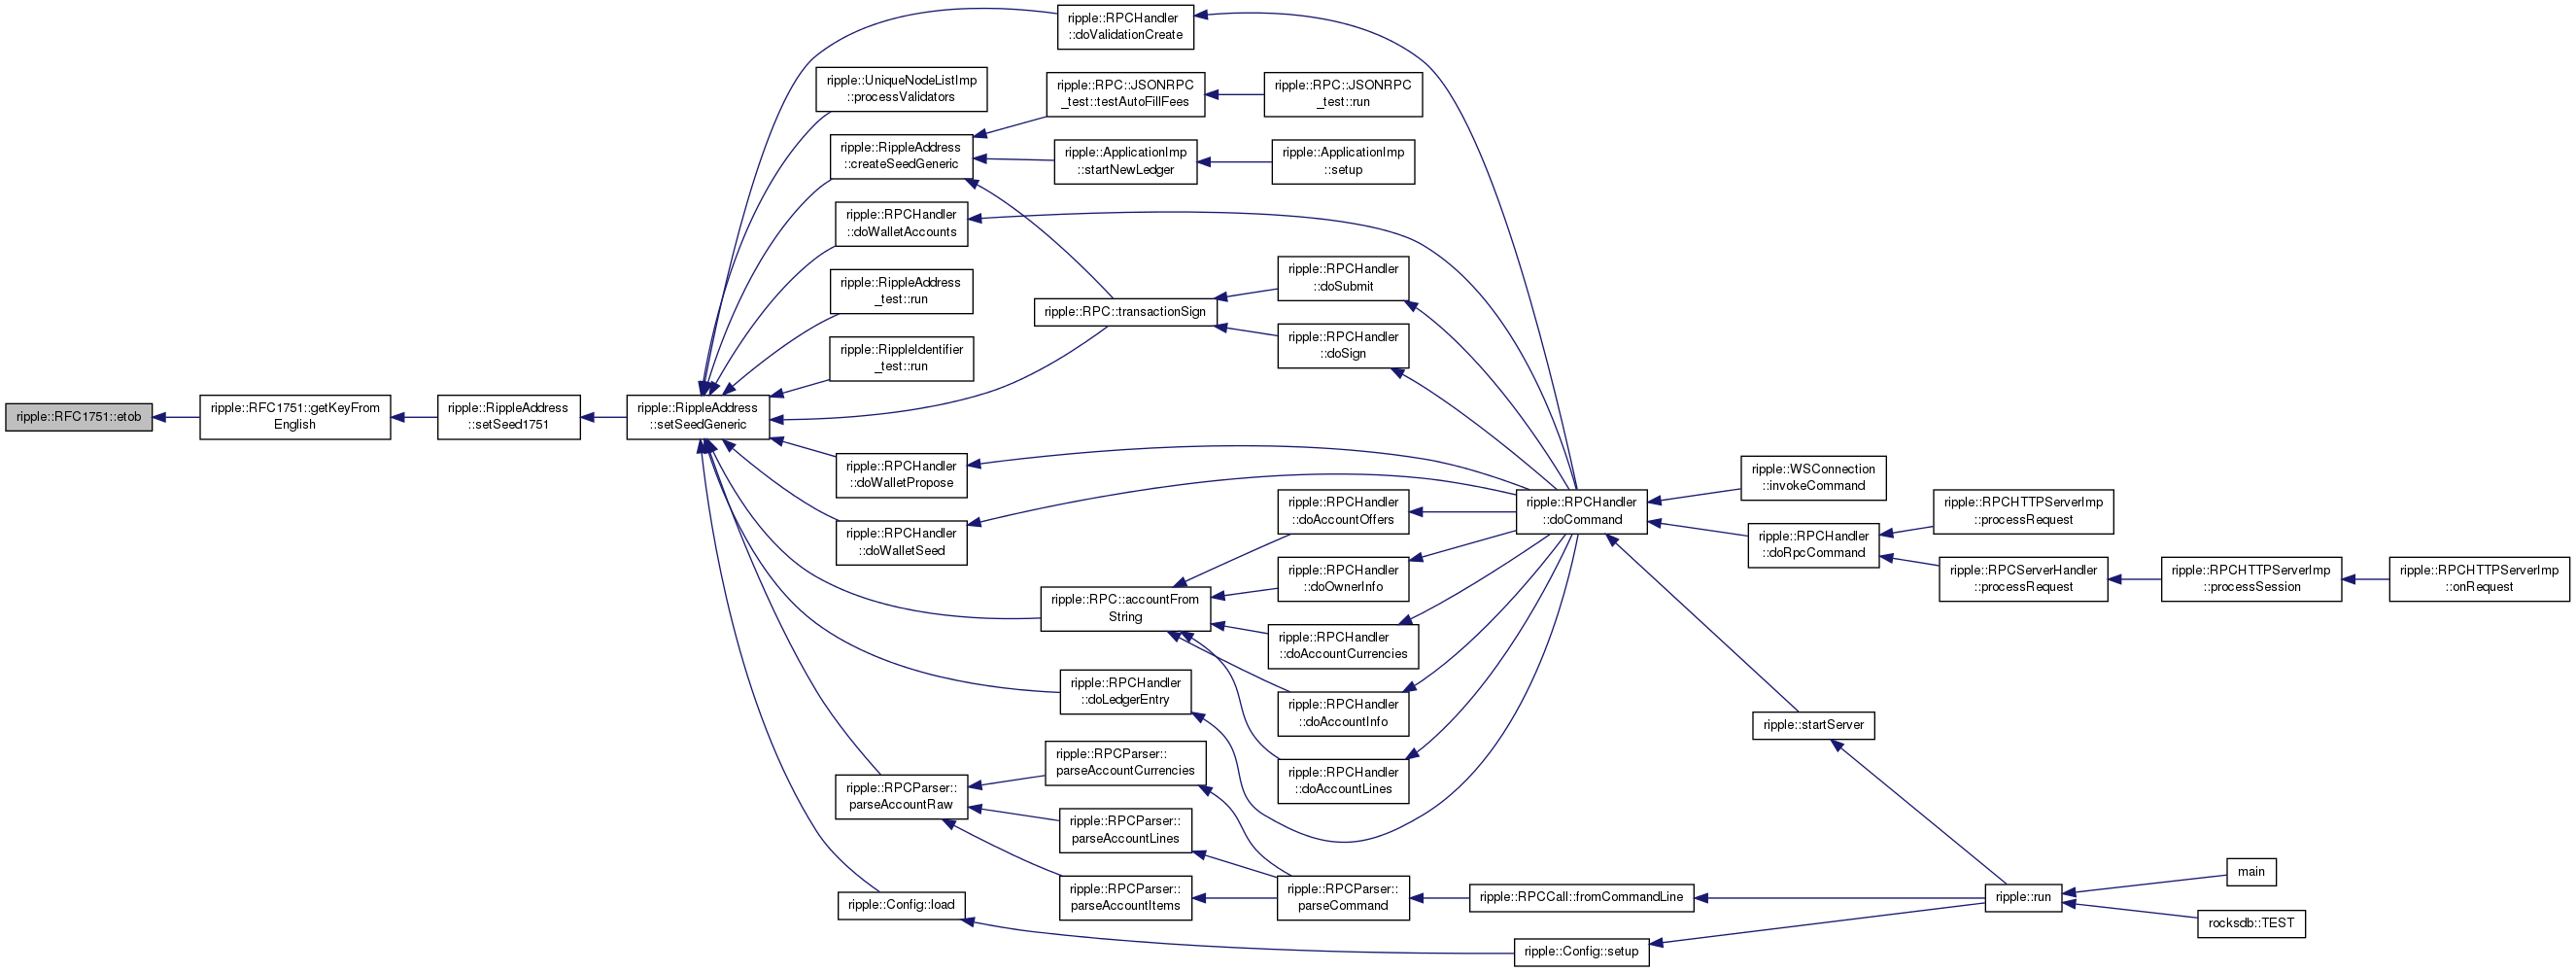 ripple::RFC1751::etob
ripple::RFC1751::getKeyFrom
English
ripple::RippleAddress
::setSeed1751
ripple::RippleAddress
::setSeedGeneric
ripple::RPCHandler
::doValidationCreate
ripple::UniqueNodeListImp
::processValidators
ripple::RippleAddress
::createSeedGeneric
ripple::RPC::JSONRPC
_test::testAutoFillFees
ripple::RPC::JSONRPC
_test::run
ripple::ApplicationImp
::startNewLedger
ripple::ApplicationImp
::setup
ripple::RPCHandler
::doWalletAccounts
ripple::RippleAddress
_test::run
ripple::RippleIdentifier
_test::run
ripple::RPC::transactionSign
ripple::RPCHandler
::doSubmit
ripple::RPCHandler
::doSign
ripple::RPCHandler
::doWalletPropose
ripple::RPCHandler
::doWalletSeed
ripple::RPC::accountFrom
String
ripple::RPCHandler
::doAccountOffers
ripple::RPCHandler
::doOwnerInfo
ripple::RPCHandler
::doAccountCurrencies
ripple::RPCHandler
::doAccountInfo
ripple::RPCHandler
::doAccountLines
ripple::RPCHandler
::doLedgerEntry
ripple::RPCHandler
::doCommand
ripple::WSConnection
::invokeCommand
ripple::RPCHandler
::doRpcCommand
ripple::RPCHTTPServerImp
::processRequest
ripple::RPCServerHandler
::processRequest
ripple::RPCHTTPServerImp
::processSession
ripple::RPCHTTPServerImp
::onRequest
ripple::startServer
ripple::RPCParser::
parseAccountRaw
ripple::RPCParser::
parseAccountCurrencies
ripple::RPCParser::
parseAccountLines
ripple::RPCParser::
parseAccountItems
ripple::RPCParser::
parseCommand
ripple::RPCCall::fromCommandLine
ripple::Config::load
ripple::Config::setup
ripple::run
main
rocksdb::TEST